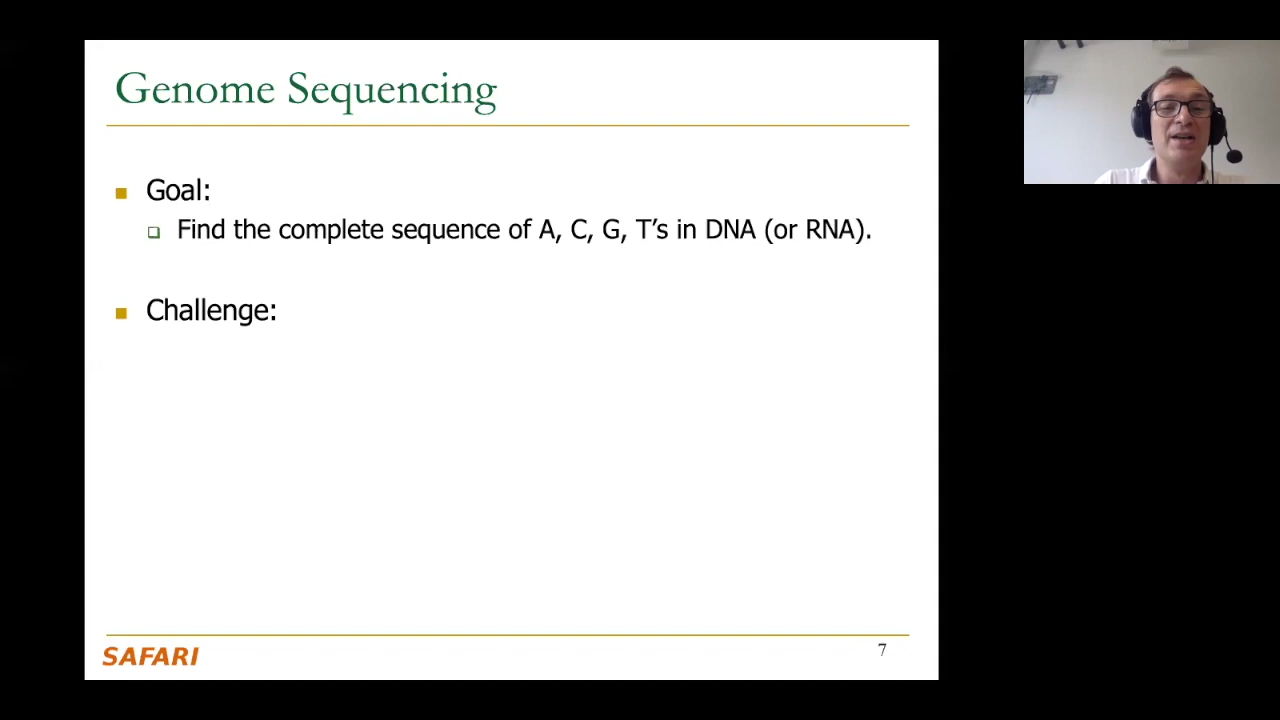 Genome Sequencing
Goal:
Find the complete sequence of A, C, G, T’s in DNA (or RNA).
Challenge:
SAFARI
7